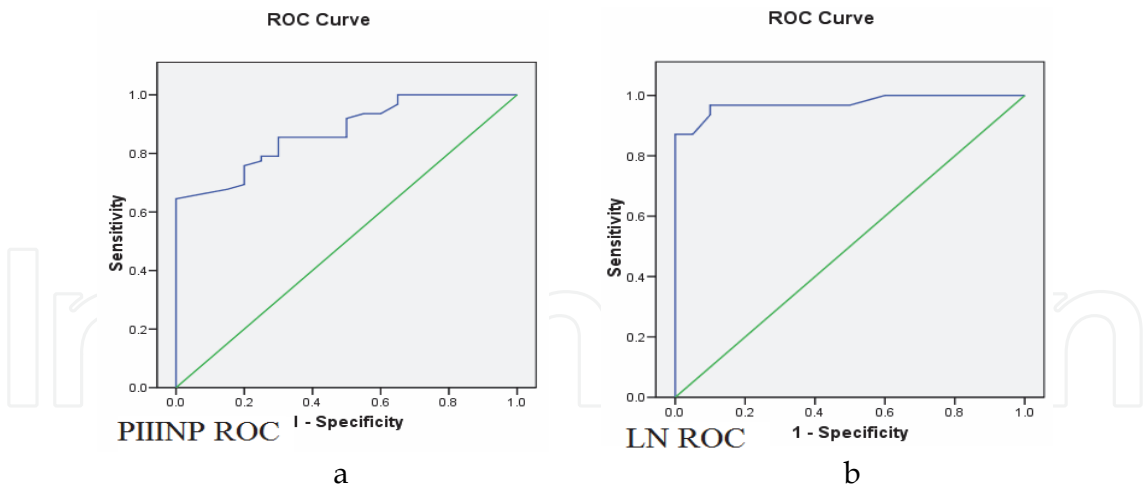 ROC Curve
1.0
0.8
0.6
0.4
0.2
0.0
Sensitivity
0.0 0.2 0.4 0.6 0.8 1.0
I - Specificity
PIIINP ROC
a
ROC Curve
1.0
0.8
0.6
0.4
0.2
0.0
Sensitivity
0.0 0.2 0.4 0.6 0.8 1.0
1 - Specificity
LN ROC
b